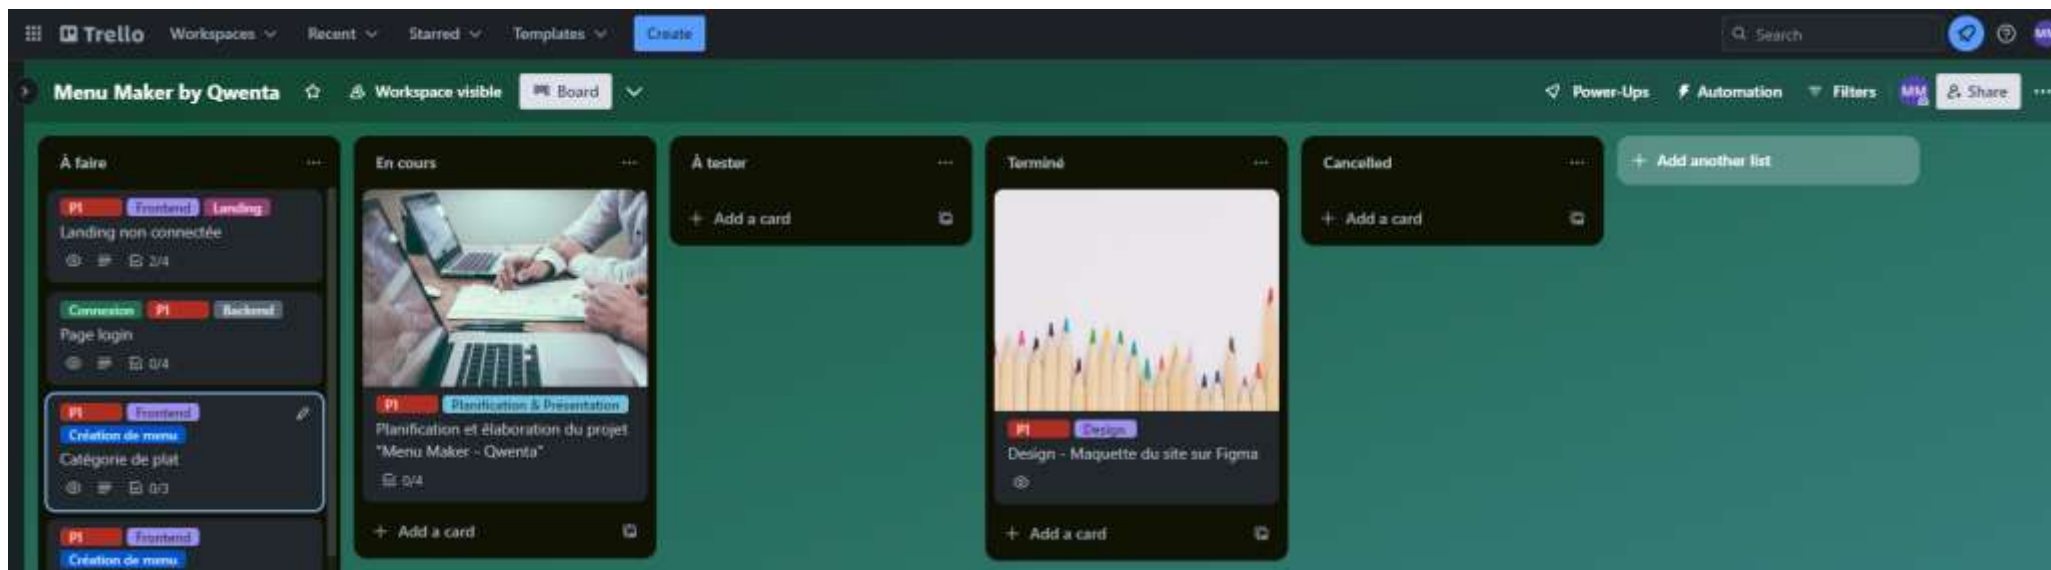 Trello Workspaces Recent Starred Templates Create Search
Menu Maker by Qwenta Workspace visible Board Power-Ups Automation Filters MM Share
À faire
P1 Frontend Landing
Landing non connectée
2/4
Connexion P1 Backend
Page login
0/4
P1 Frontend
Création de menu
Catégorie de plat
0/3
P1 Frontend
Création de menu
En cours
P1 Planification & Présentation
Planification et élaboration du projet
"Menu Maker - Qwenta"
0/4
+ Add a card
À tester
+ Add a card
Terminé
P1 Design
Design - Maquette du site sur Figma
+ Add a card
Cancelled
+ Add a card
+ Add another list